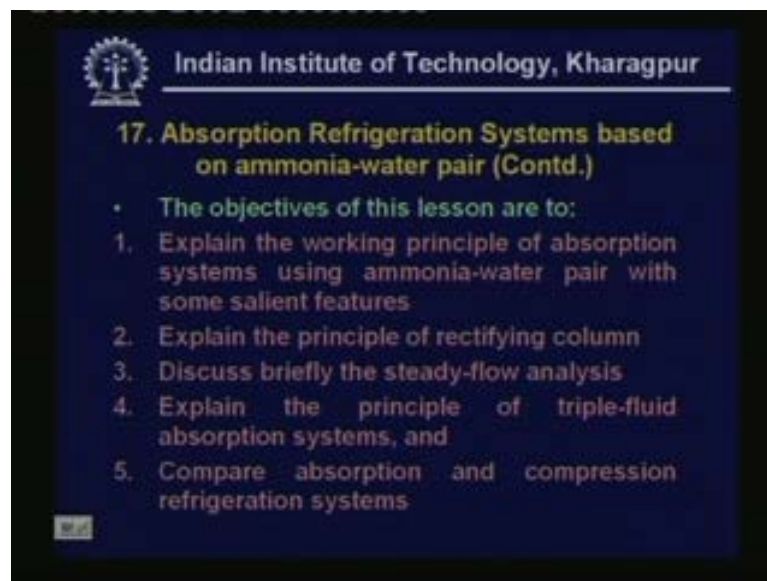 Indian Institute of Technology, Kharagpur
17. Absorption Refrigeration Systems based
on ammonia-water pair (Contd.)
• The objectives of this lesson are to:
1. Explain the working principle of absorption
systems using ammonia-water pair with
some salient features
2. Explain the principle of rectifying column
3. Discuss briefly the steady-flow analysis
4. Explain the principle of triple-fluid
absorption systems, and
5. Compare absorption and compression
refrigeration systems